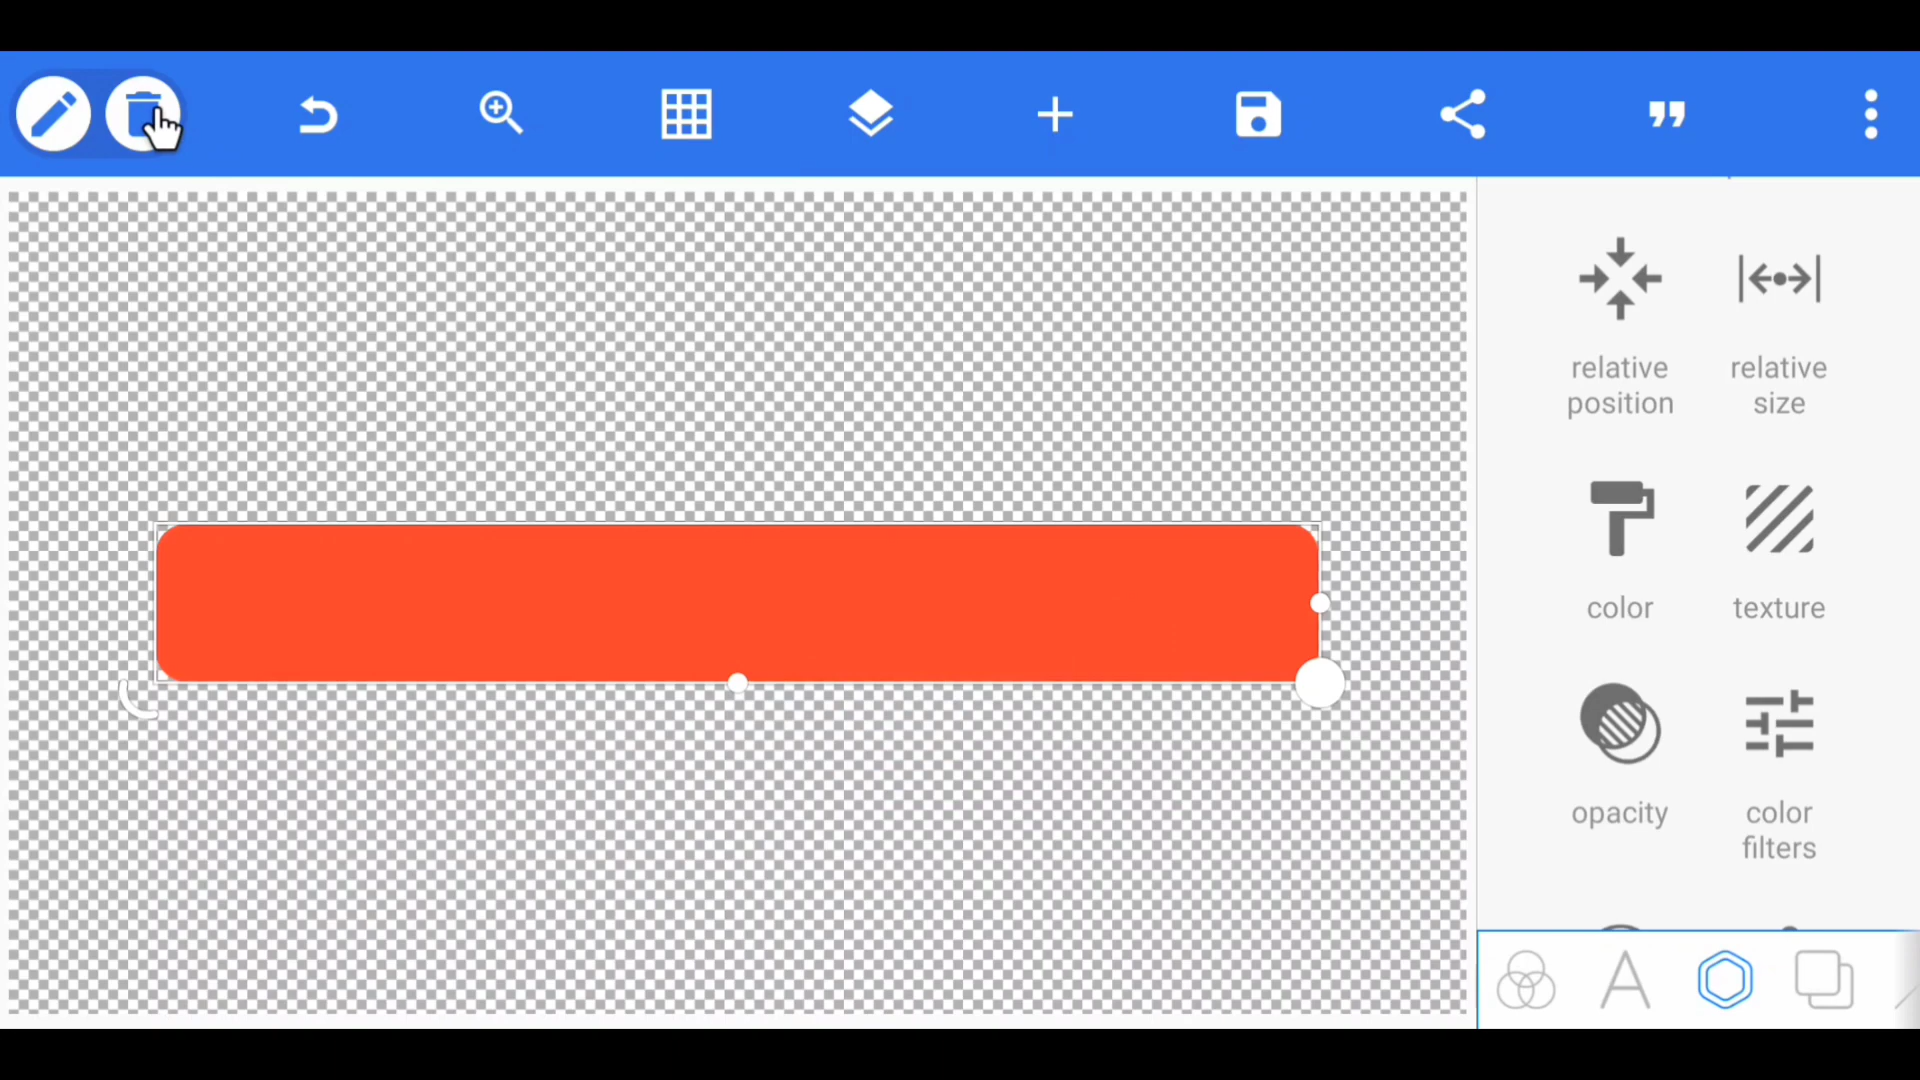 relative
position
relative
size
color
texture
opacity
color
filters